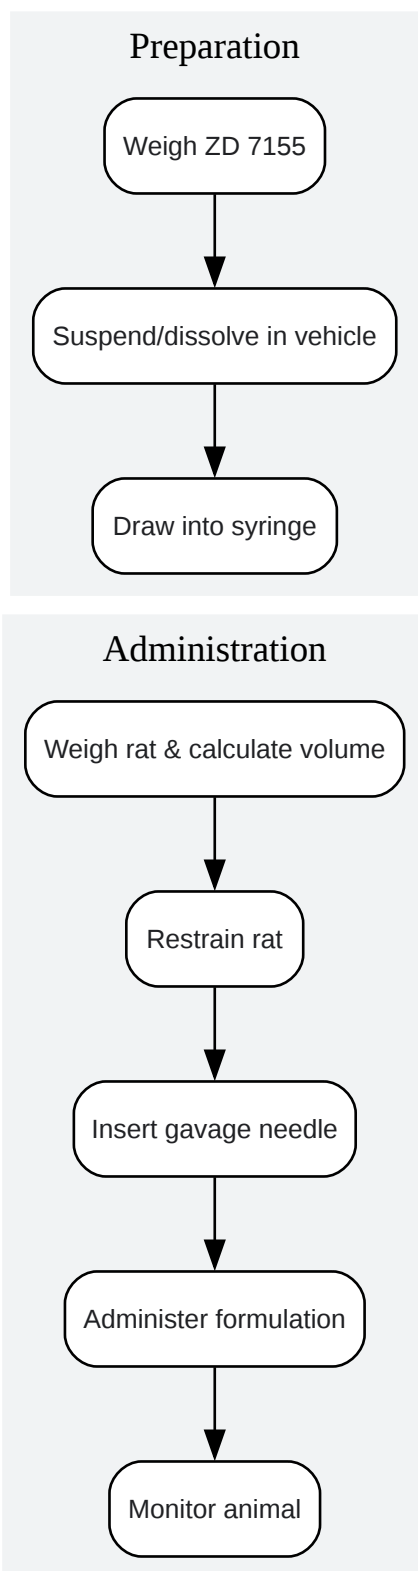 Preparation
Weigh ZD 7155
Suspend/dissolve in vehicle
Draw into syringe
Administration
Weigh rat & calculate volume
Restrain rat
Insert gavage needle
Administer formulation
Monitor animal